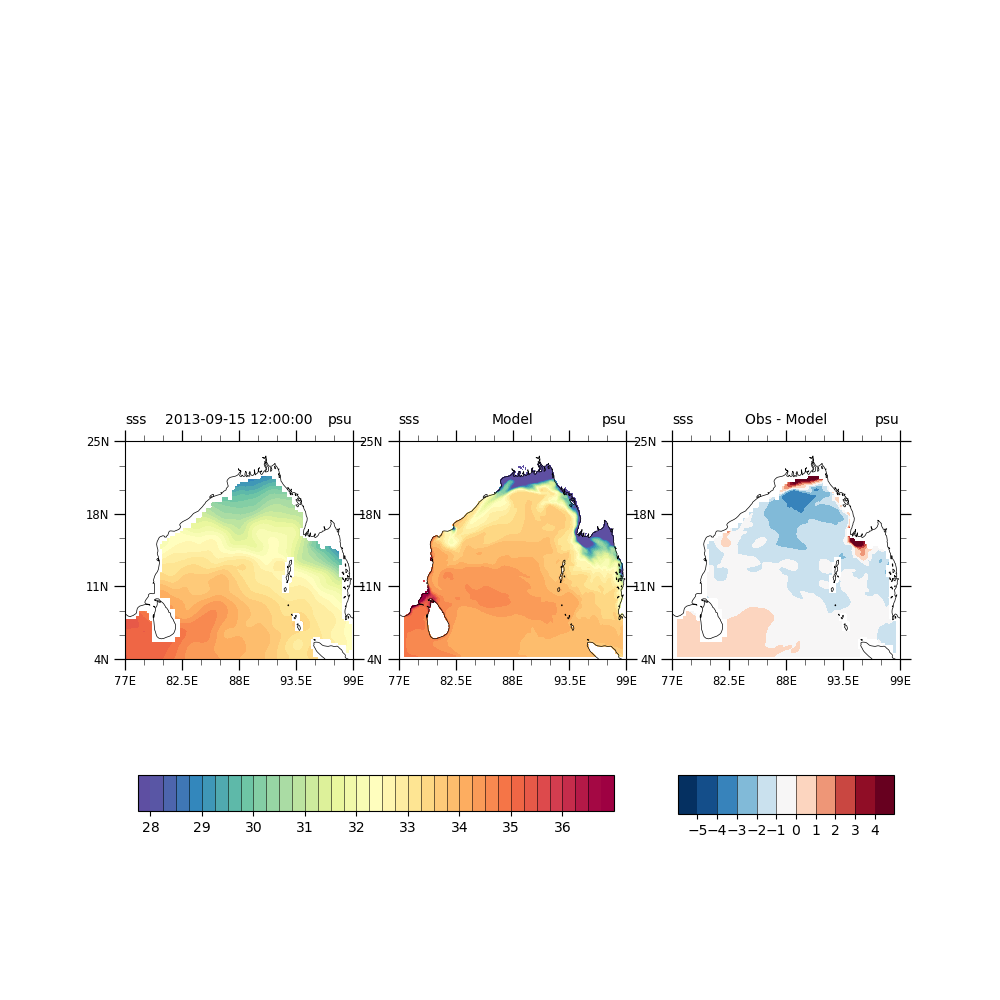 sss 2013-09-15 12:00:00 psu
sss Model psu
sss Obs - Model psu
25N
18N
11N
4N
77E 82.5E 88E 93.5E 99E
25N
18N
11N
4N
77E 82.5E 88E 93.5E 99E
25N
18N
11N
4N
77E 82.5E 88E 93.5E 99E
28 29 30 31 32 33 34 35 36
−5 −4 −3 −2 −1 0 1 2 3 4